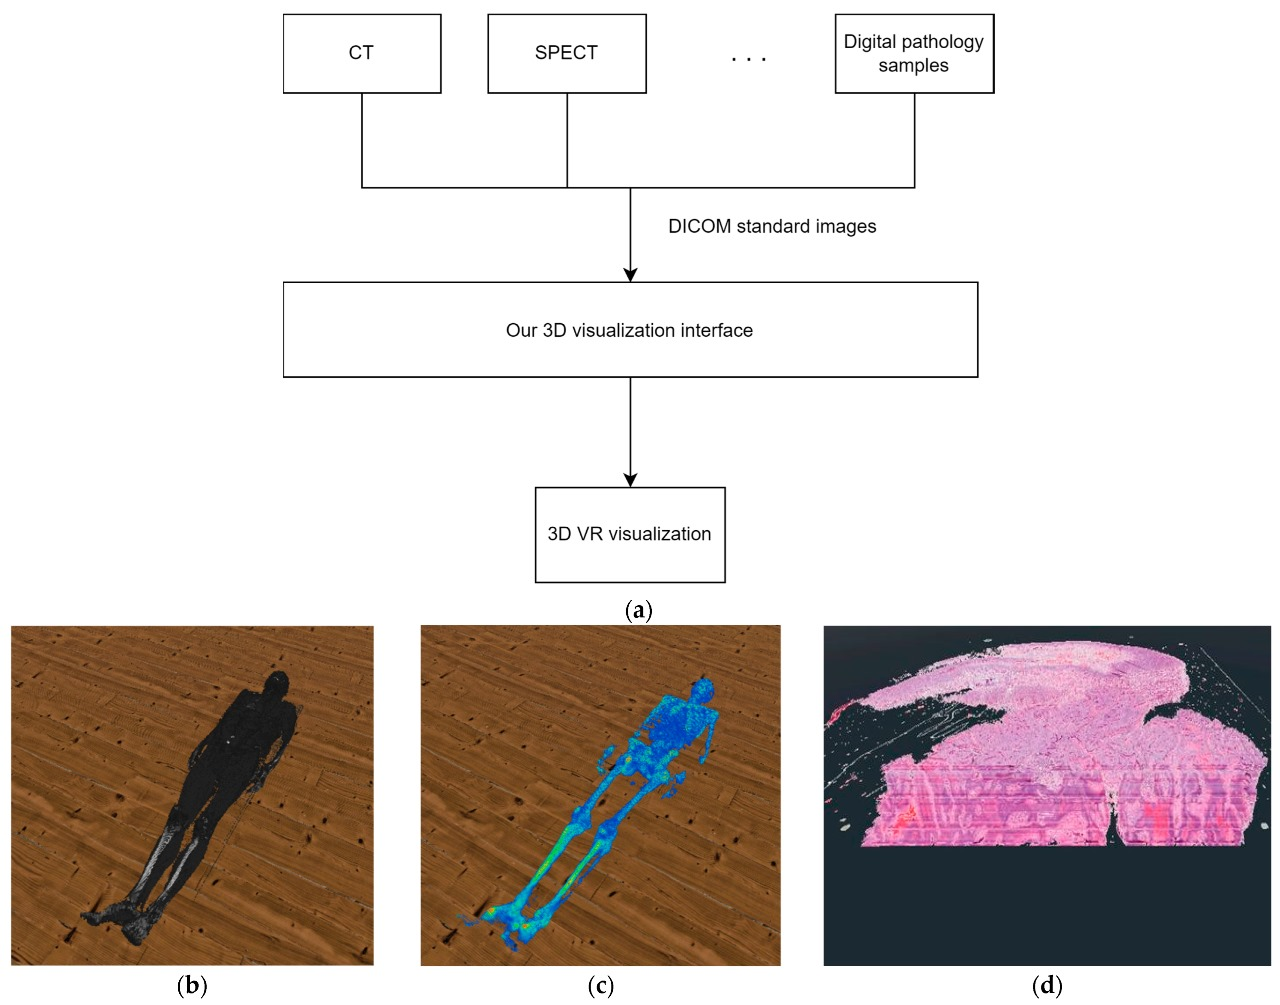 CT
SPECT
. . .
Digital pathology
samples
DICOM standard images
Our 3D visualization interface
3D VR visualization
(a)
(b)
(c)
(d)